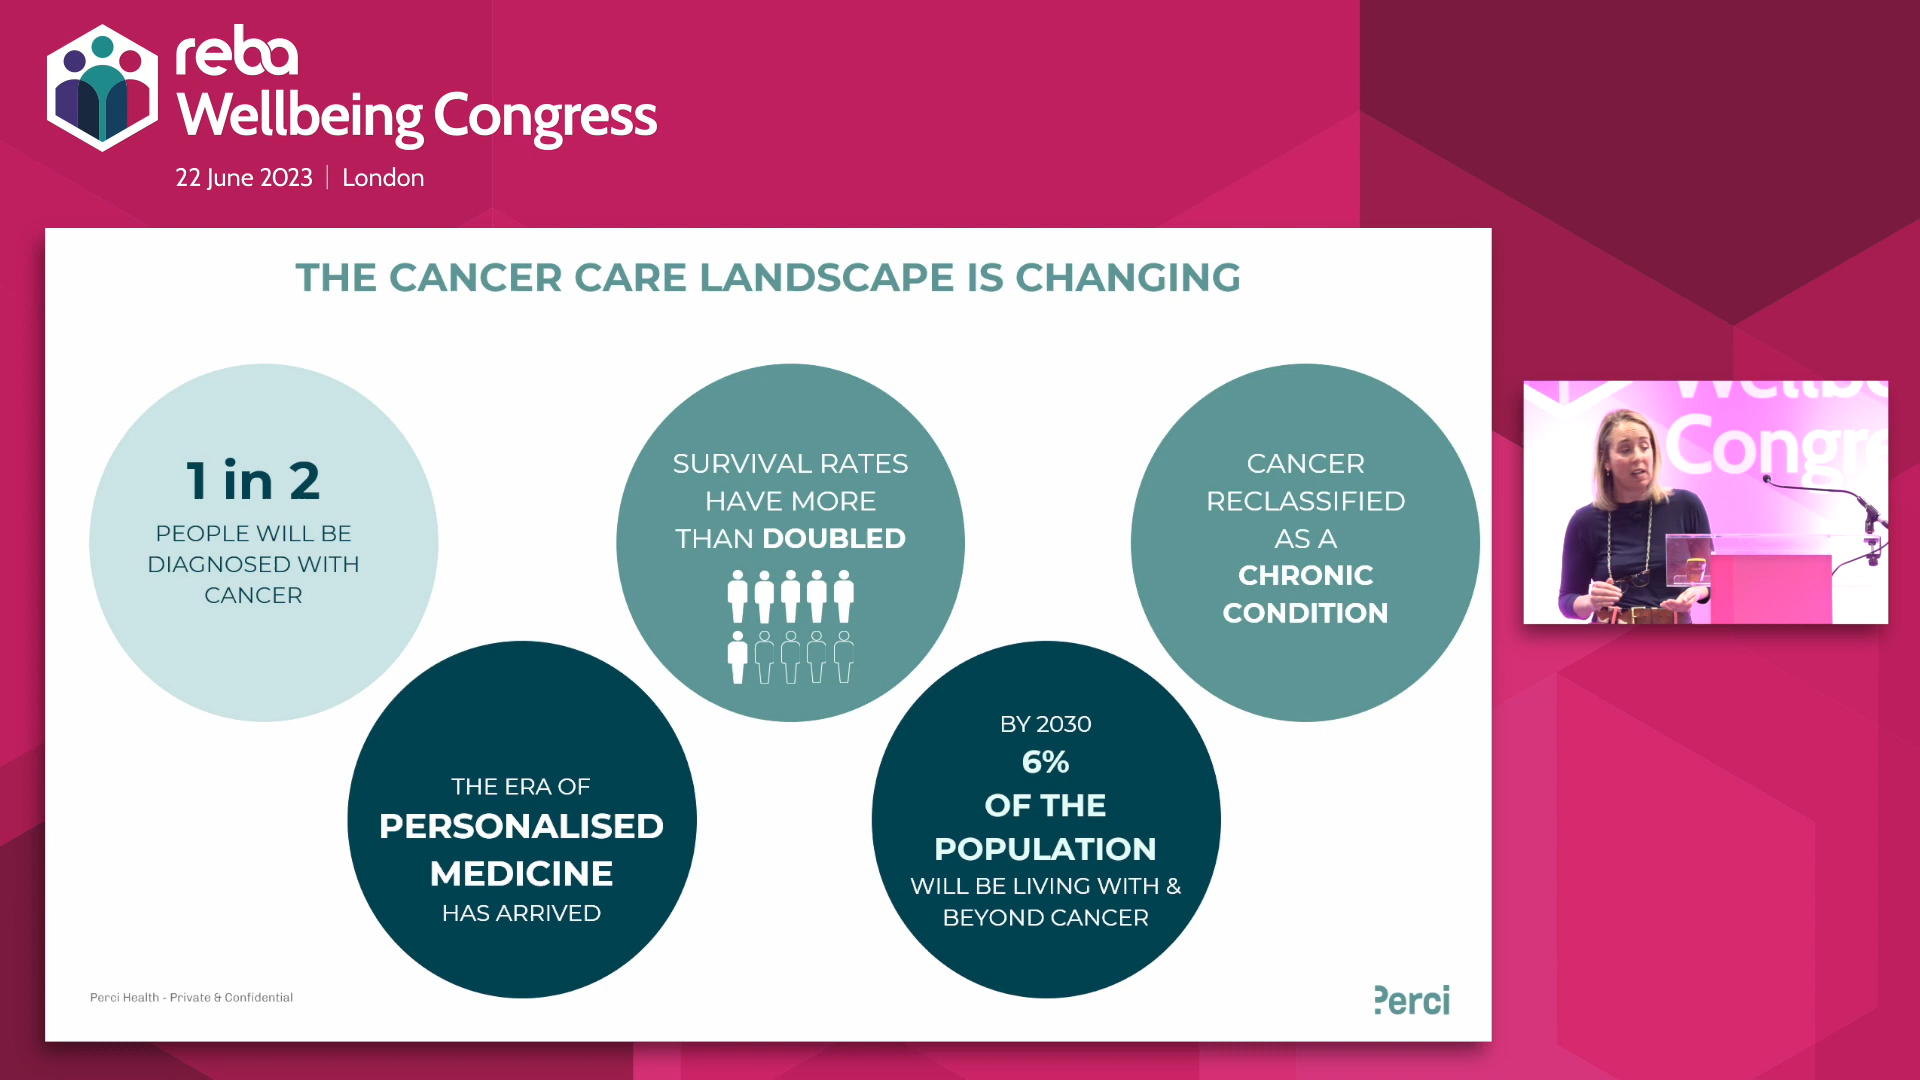 reba
Wellbeing Congress
22 June 2023 | London
THE CANCER CARE LANDSCAPE IS CHANGING
1 in 2
PEOPLE WILL BE
DIAGNOSED WITH
CANCER
THE ERA OF
PERSONALISED
MEDICINE
HAS ARRIVED
SURVIVAL RATES
HAVE MORE
THAN DOUBLED
BY 2030
6%
OF THE
POPULATION
WILL BE LIVING WITH &
BEYOND CANCER
CANCER
RECLASSIFIED
AS A
CHRONIC
CONDITION
Perci Health - Private & Confidential
Perci
Wellb
Congre